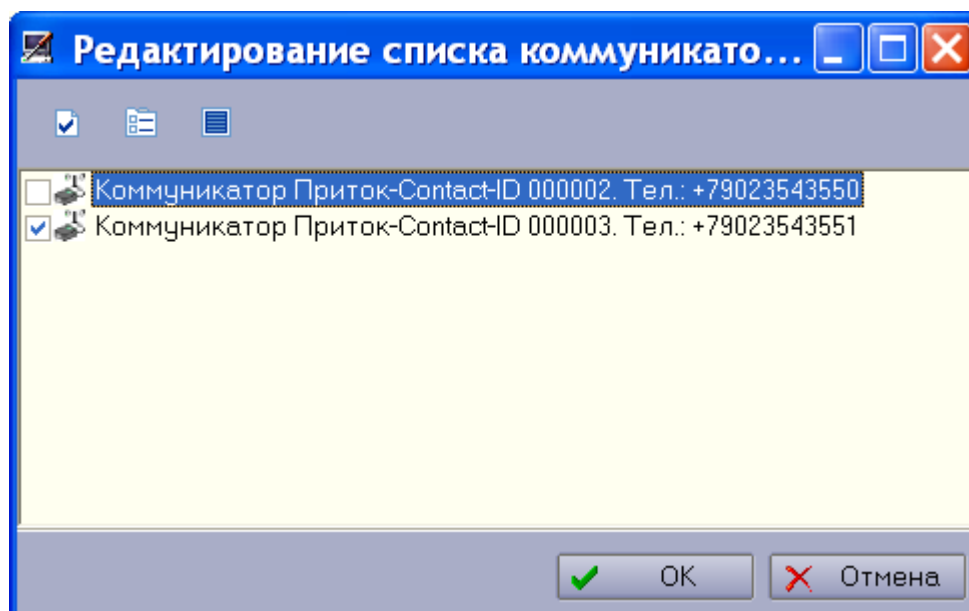 Редактирование списка коммуникато...
Коммуникатор Приток-Contact-ID 000002. Тел.: +79023543550
Коммуникатор Приток-Contact-ID 000003. Тел.: +79023543551
OK
Отмена